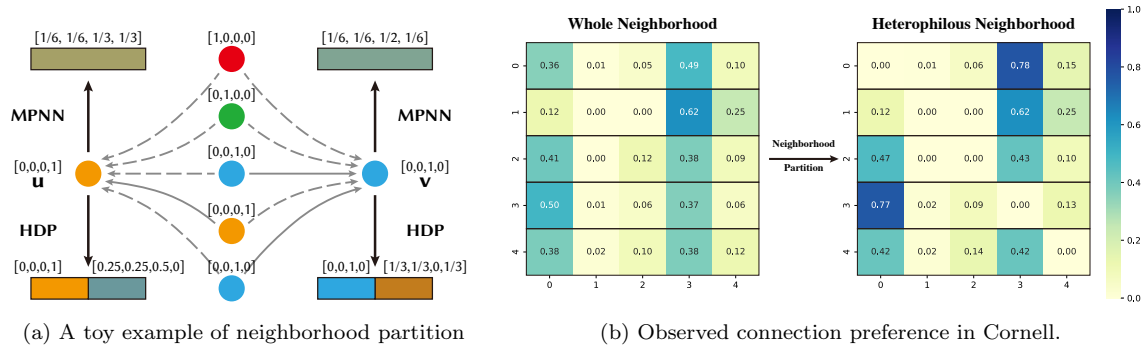 [1/6, 1/6, 1/3, 1/3]
[1,0,0,0]
[1/6, 1/6, 1/2, 1/6]
MPNN
[0,1,0,0]
MPNN
[0,0,0,1]
u
[0,0,1,0]
[0,0,1,0]
v
HDP
[0,0,0,1]
HDP
[0,0,0,1]
[0.25,0.25,0.5,0]
[0,0,1,0]
[0,0,1,0]
[1/3,1/3,0,1/3]
(a) A toy example of neighborhood partition
Whole Neighborhood
0 0.36 0.01 0.05 0.49 0.10
1 0.12 0.00 0.00 0.62 0.25
2 0.41 0.00 0.12 0.38 0.09
3 0.50 0.01 0.06 0.37 0.06
4 0.38 0.02 0.10 0.38 0.12
0 1 2 3 4
Neighborhood
Partition
Heterophilous Neighborhood
0 0.00 0.01 0.06 0.78 0.15
1 0.12 0.00 0.00 0.62 0.25
2 0.47 0.00 0.00 0.43 0.10
3 0.77 0.02 0.09 0.00 0.13
4 0.42 0.02 0.14 0.42 0.00
0 1 2 3 4
1.0
0.8
0.6
0.4
0.2
0.0
(b) Observed connection preference in Cornell.